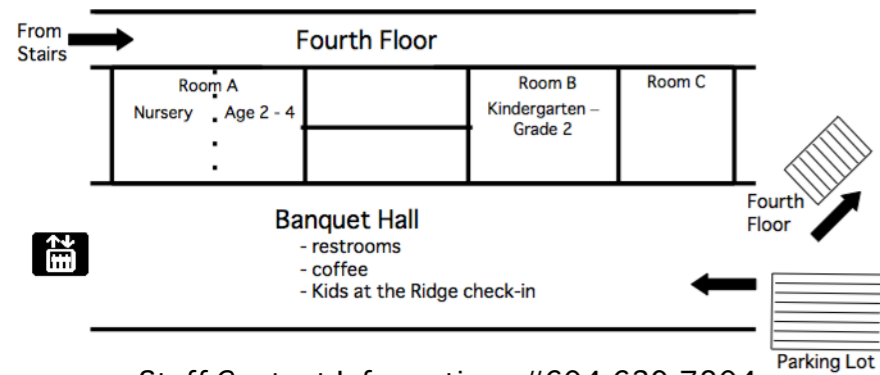 From
Stairs
Fourth Floor
Room A
Nursery
Age 2 - 4
Room B
Kindergarten –
Grade 2
Room C
Fourth
Floor
Banquet Hall
- restrooms
- coffee
- Kids at the Ridge check-in
Parking Lot